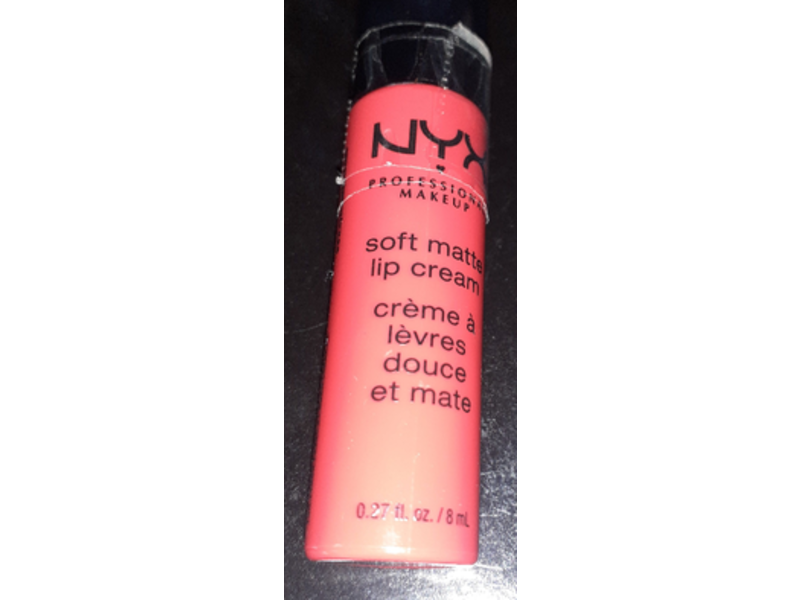 NYX
PROFESSIONAL
MAKEUP
soft matte
lip cream
crème à
lèvres
douce
et mate
0.27 fl. oz. / 8 mL